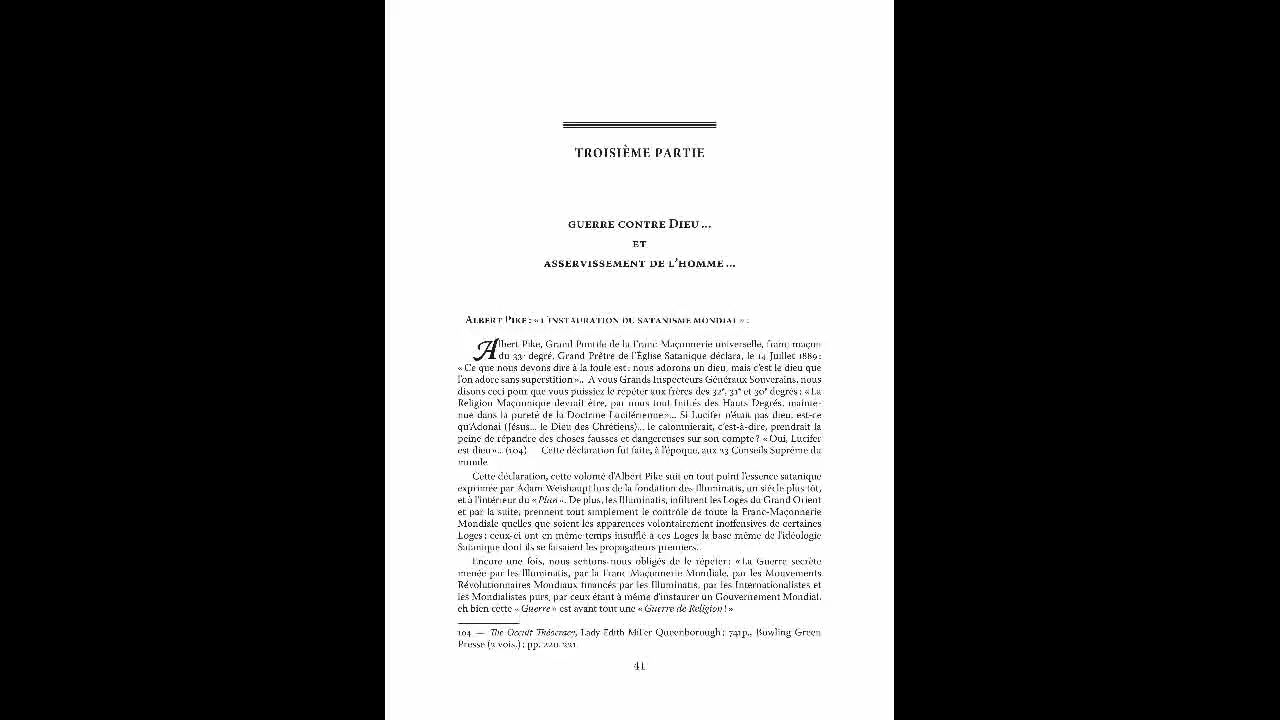 TROISIÈME PARTIE
GUERRE CONTRE DIEU…
ET
ASSERVISSEMENT DE L'HOMME…
ALBERT PIKE : « L'INSTAURATION DU SATANISME MONDIAL » :
Albert Pike, Grand Pontife de la Franc Maçonnerie universelle, franc maçon
du 33e degré, Grand Prêtre de l'Église Satanique déclara, le 14 Juillet 1889 :
« Ce que nous devons dire à la foule est : nous adorons un dieu, mais c'est le dieu que
l'on adore sans superstition »… A vous Grands Inspecteurs Généraux Souverains, nous
disons ceci pour que vous puissiez le répéter aux frères des 32e, 31e et 30e degrés : « La
Religion Maçonnique devrait être, par nous tout Initiés des Hauts Degrés, mainte-
nue dans la pureté de la Doctrine Luciférienne »… Si Lucifer n'était pas dieu, est-ce
qu'Adonai (Jésus… le Dieu des Chrétiens)… le calomnierait, c'est-à-dire, prendrait la
peine de répandre des choses fausses et dangereuses sur son compte ? « Oui, Lucifer
est dieu »… (104) Cette déclaration fut faite, à l'époque, aux 23 Conseils Suprême du
monde
Cette déclaration, cette volonté d'Albert Pike suit en tout point l'essence satanique
exprimée par Adam Weishaupt lors de la fondation des Illuminatis, un siècle plus tôt,
et à l'intérieur du « Plan ». De plus, les Illuminatis, infiltrent les Loges du Grand Orient
et par la suite, prennent tout simplement le contrôle de toute la Franc-Maçonnerie
Mondiale quelles que soient les apparences volontairement inoffensives de certaines
Loges ; ceux-ci ont en même temps insufflé à ces Loges la base même de l'idéologie
Satanique dont ils se faisaient les propagateurs premiers..
Encore une fois, nous sentons-nous obligés de le répéter : « La Guerre secrète
menée par les Illuminatis, par la Franc Maçonnerie Mondiale, par les Mouvements
Révolutionnaires Mondiaux financés par les Illuminatis, par les Internationalistes et
les Mondialistes purs, par ceux étant à même d'instaurer un Gouvernement Mondial,
eh bien cette « Guerre » est avant tout une « Guerre de Religion ! »
104 — The Occult Théocracy, Lady Edith Miller Queenborough ; 741p., Bowling Green
Presse (2 vols.) ; pp. 220 221
41